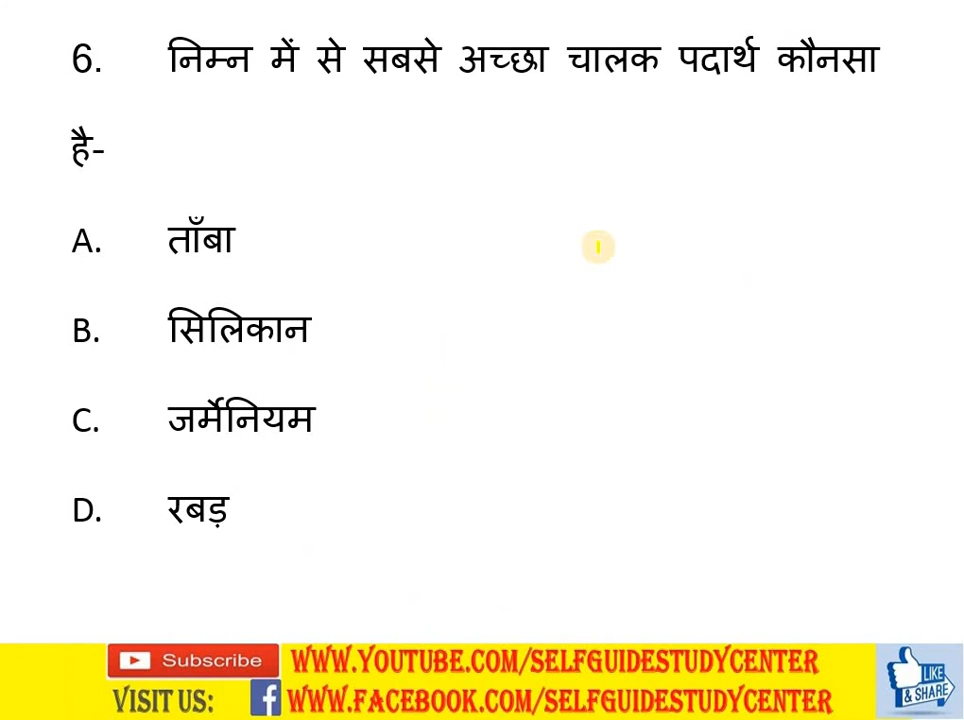 6. निम्न में से सबसे अच्छा चालक पदार्थ कौनसा
है-
A. ताँबा
B. सिलिकान
C. जर्मेनियम
D. रबड़
Subscribe WWW.YOUTUBE.COM/SELFGUIDESTUDYCENTER
VISIT US: f WWW.FACEBOOK.COM/SELFGUIDESTUDYCENTER
LIKE
& SHARE